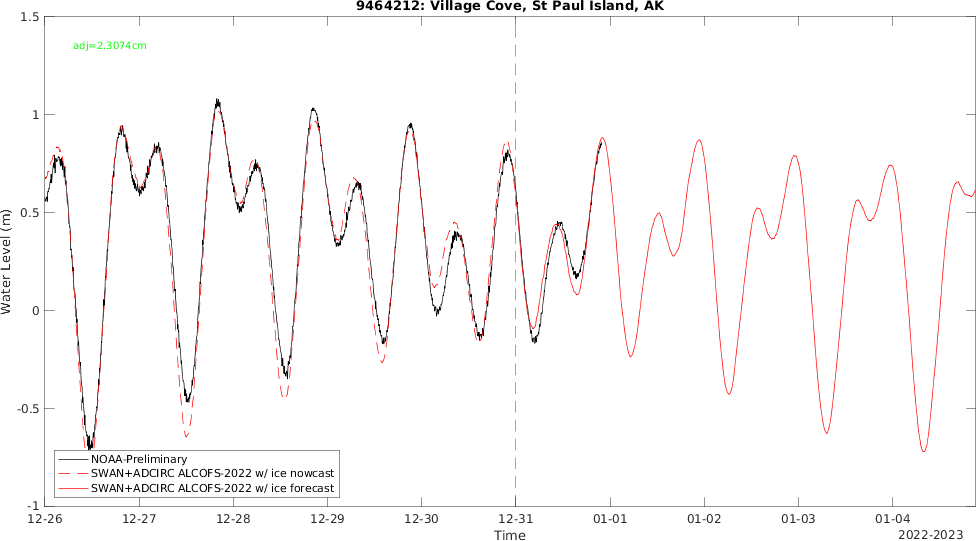 9464212: Village Cove, St Paul Island, AK
1.5
adj=2.3074cm
1
0.5
0
-0.5
-1
Water Level (m)
NOAA-Preliminary
SWAN+ADCIRC ALCOFS-2022 w/ ice nowcast
SWAN+ADCIRC ALCOFS-2022 w/ ice forecast
12-26 12-27 12-28 12-29 12-30 12-31 01-01 01-02 01-03 01-04
Time
2022-2023